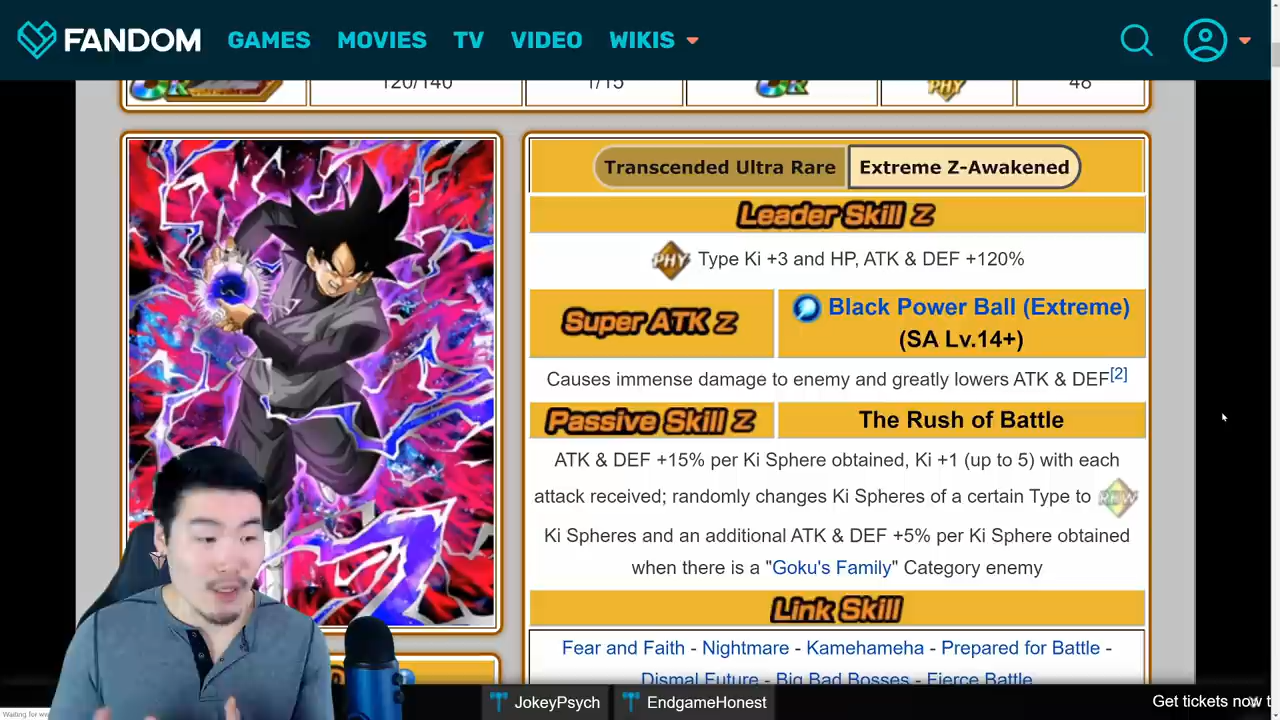 FANDOM GAMES MOVIES TV VIDEO WIKIS
120/140 1/15 PHY 48
Transcended Ultra Rare Extreme Z-Awakened
Leader Skill Z
PHY Type Ki +3 and HP, ATK & DEF +120%
Super ATK Z
Black Power Ball (Extreme)
(SA Lv.14+)
Causes immense damage to enemy and greatly lowers ATK & DEF[2]
Passive Skill Z
The Rush of Battle
ATK & DEF +15% per Ki Sphere obtained, Ki +1 (up to 5) with each
attack received; randomly changes Ki Spheres of a certain Type to
Ki Spheres and an additional ATK & DEF +5% per Ki Sphere obtained
when there is a "Goku's Family" Category enemy
Link Skill
Fear and Faith - Nightmare - Kamehameha - Prepared for Battle -
Dismal Future - Big Bad Bosses - Fierce Battle
JokeyPsych EndgameHonest Get tickets now